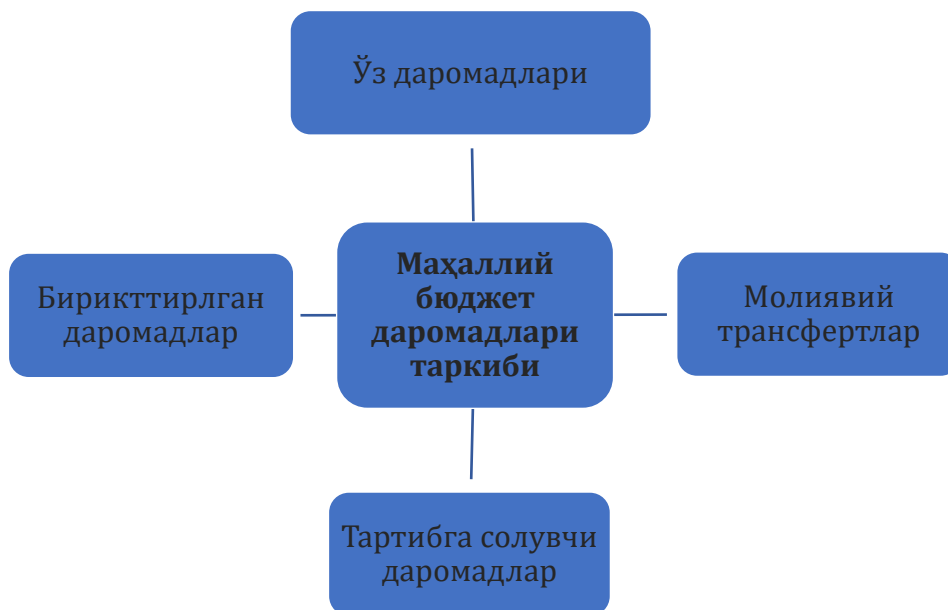 Ўз даромадлари
Бирикттирлган
даромадлар
Маҳаллий
бюджет
даромадлари
таркиби
Молиявий
трансфертлар
Тартибга солувчи
даромадлар